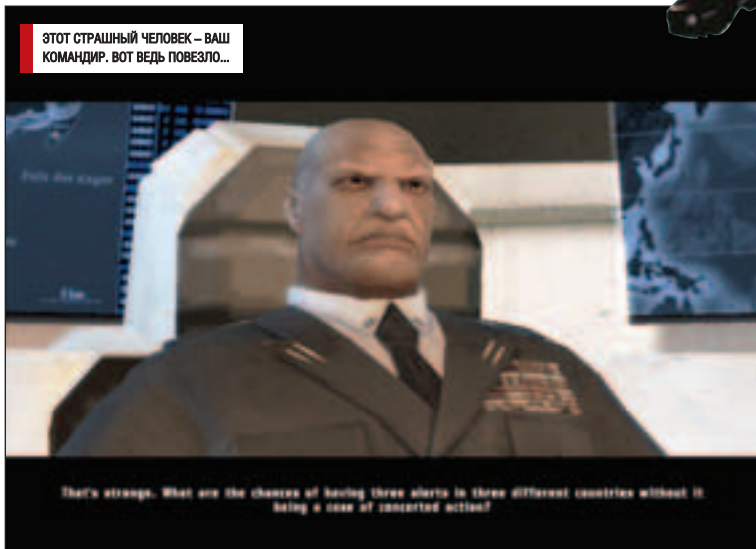 ЭТОТ СТРАШНЫЙ ЧЕЛОВЕК – ВАШ
КОМАНДИР. ВОТ ВЕДЬ ПОВЕЗЛО...
That's strange. What are the chances of having three alerts in three different countries without it
being a case of concerted action?